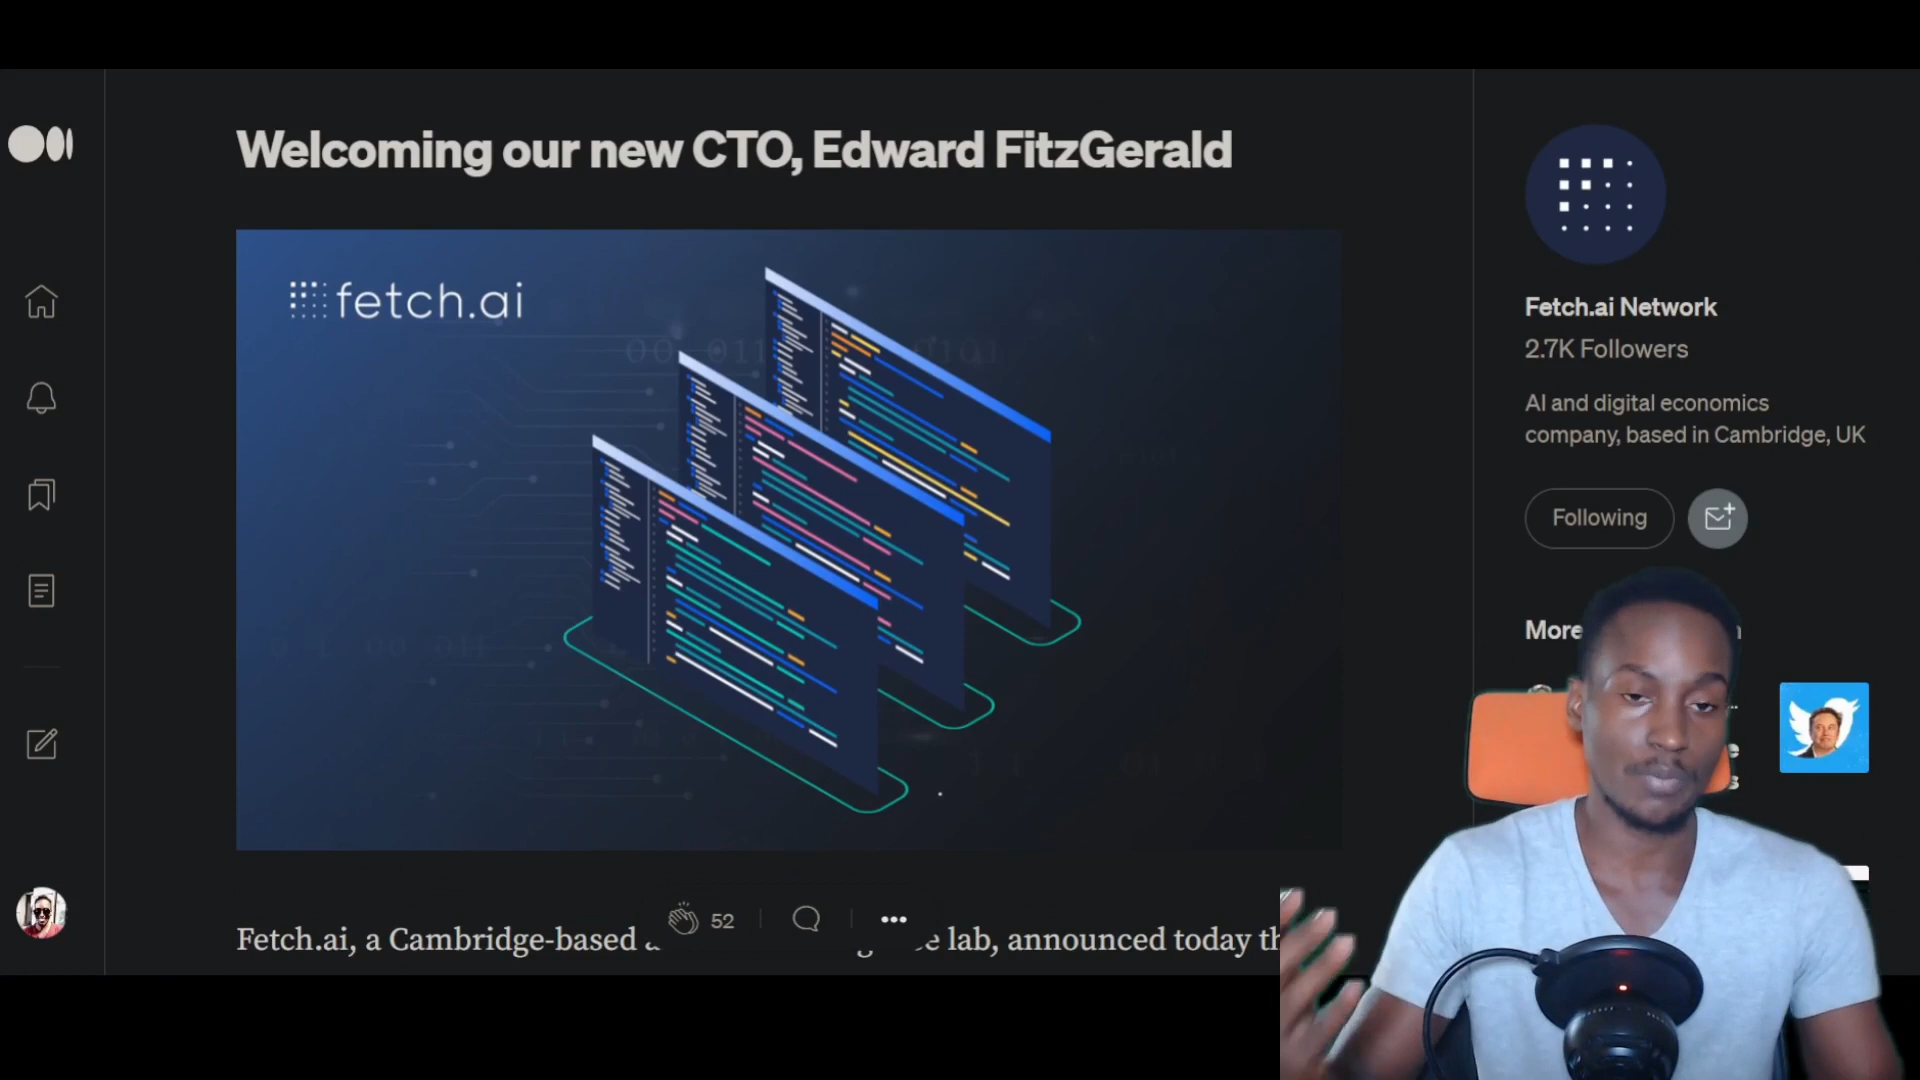 Welcoming our new CTO, Edward FitzGerald
fetch.ai
Fetch.ai, a Cambridge-based
lab, announced today
52
Fetch.ai Network
2.7K Followers
AI and digital economics
company, based in Cambridge, UK
Following
More